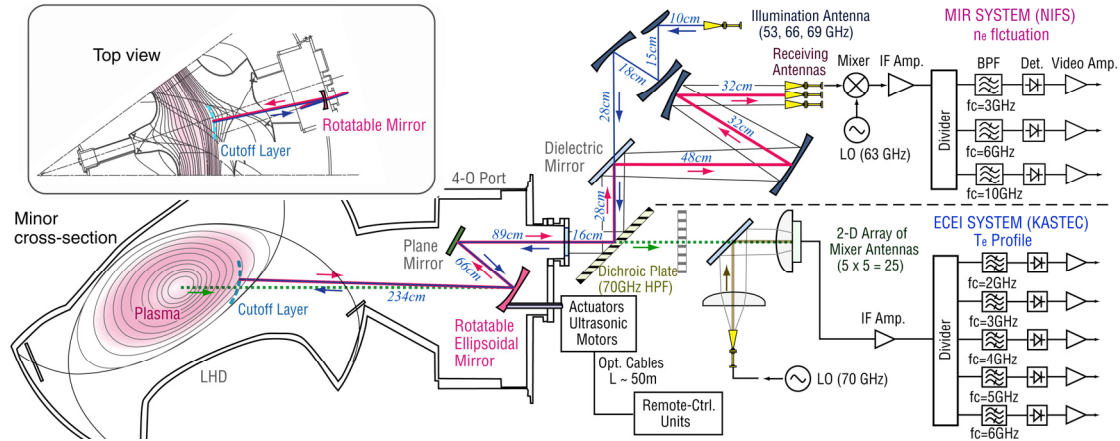 Top view
Rotatable Mirror
Cutoff Layer
Minor
cross-section
Plasma
Cutoff Layer
LHD
4-O Port
Plane
Mirror
89cm
66cm
234cm
16cm
Rotatable
Ellipsoidal
Mirror
Actuators
Ultrasonic
Motors
Opt. Cables
L ~ 50m
Remote-Ctrl.
Units
10cm
15cm
18cm
28cm
28cm
32cm
32cm
48cm
Illumination Antenna
(53, 66, 69 GHz)
Receiving
Antennas
Mixer
IF Amp.
LO (63 GHz)
Dielectric
Mirror
Dichroic Plate
(70GHz HPF)
MIR SYSTEM (NIFS)
ne flctuation
Divider
BPF
Det.
Video Amp.
fc=3GHz
fc=6GHz
fc=10GHz
ECEI SYSTEM (KASTEC)
Te Profile
2-D Array of
Mixer Antennas
(5 x 5 = 25)
IF Amp.
LO (70 GHz)
Divider
fc=2GHz
fc=3GHz
fc=4GHz
fc=5GHz
fc=6GHz